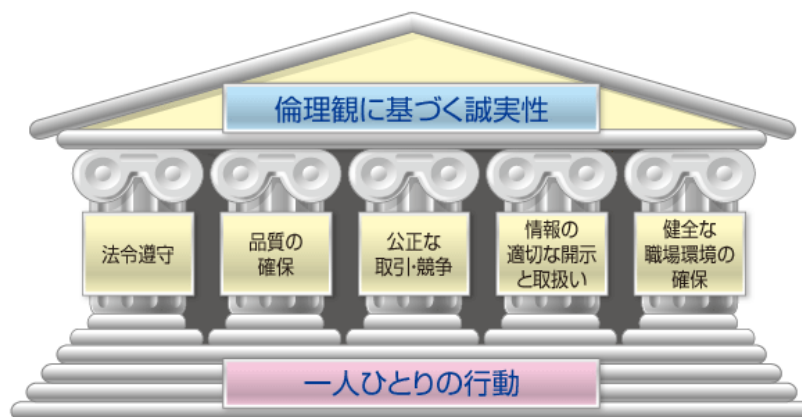 倫理観に基づく誠実性
法令遵守
品質の
確保
公正な
取引・競争
情報の
適切な開示
と取扱い
健全な
職場環境の
確保
一人ひとりの行動